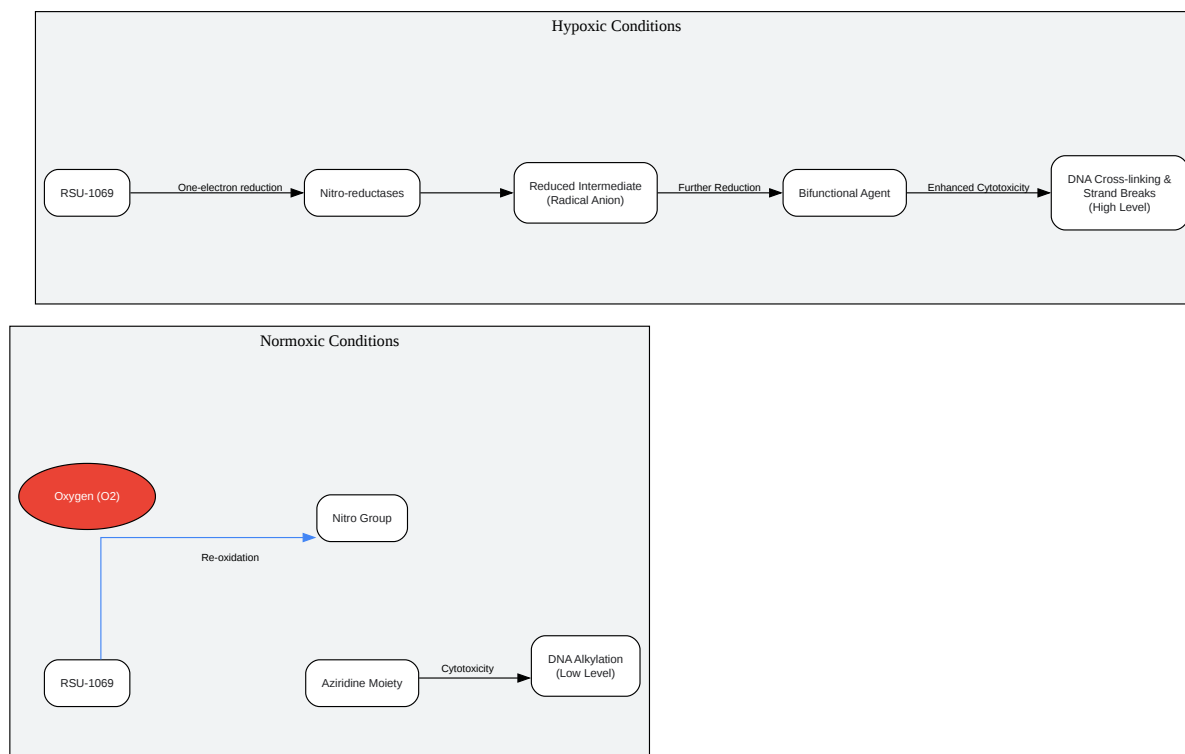 Hypoxic Conditions
RSU-1069
One-electron reduction
Nitro-reductases
Reduced Intermediate
(Radical Anion)
Further Reduction
Bifunctional Agent
Enhanced Cytotoxicity
DNA Cross-linking &
Strand Breaks
(High Level)
Normoxic Conditions
Oxygen (O2)
Nitro Group
Re-oxidation
RSU-1069
Aziridine Moiety
Cytotoxicity
DNA Alkylation
(Low Level)